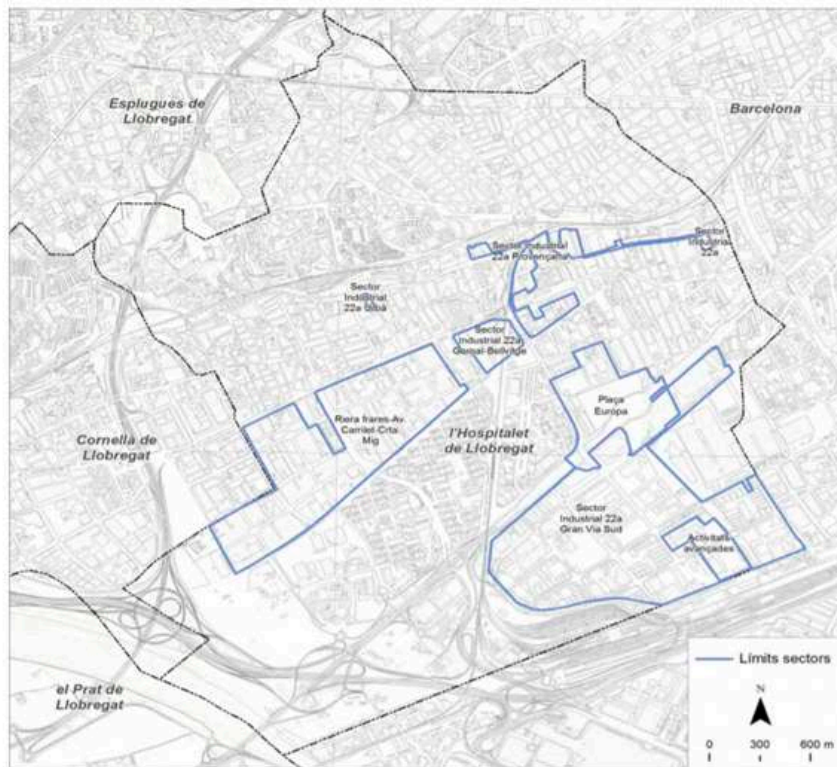 Esplugues de
Llobregat
Barcelona
Sector Industrial
22a Provençana
Sector
Industrial
22a
Sector
Industrial
22a
Sector
Industrial 22a
Gornal-Bellvitge
Plaça
Europa
Riera frares-Av.
Carrilet-Crta.
Mig
Cornellà de
Llobregat
l'Hospitalet
de Llobregat
Sector
Industrial 22a
Gran Via Sud
Activitats
avançades
el Prat de
Llobregat
Límits sectors
N
0 300 600 m